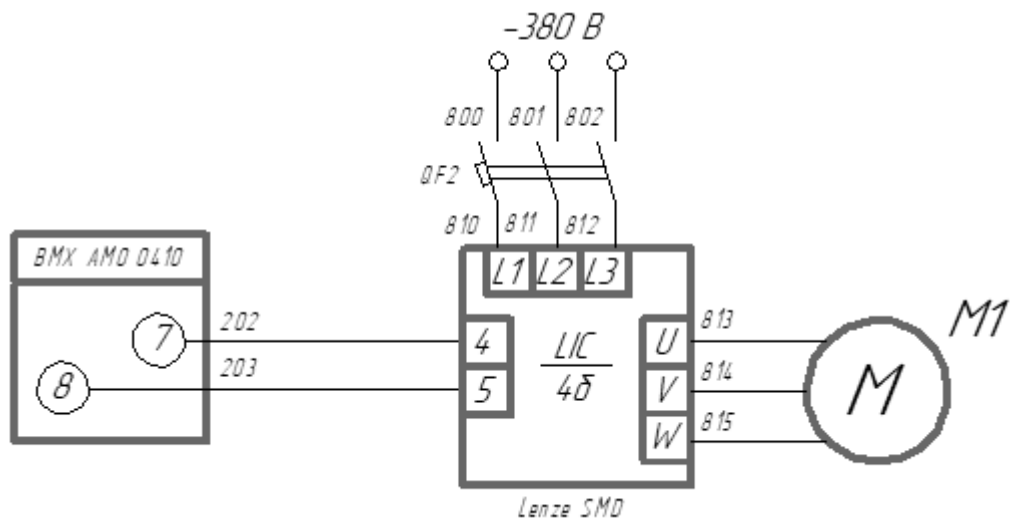 ~380 В
800 801 802
QF2
810 811 812
BMX AMO 0410
L1 L2 L3
7 202 4 LIC U 813 M1
8 203 5 4б V 814 M
W 815
Lenze SMD